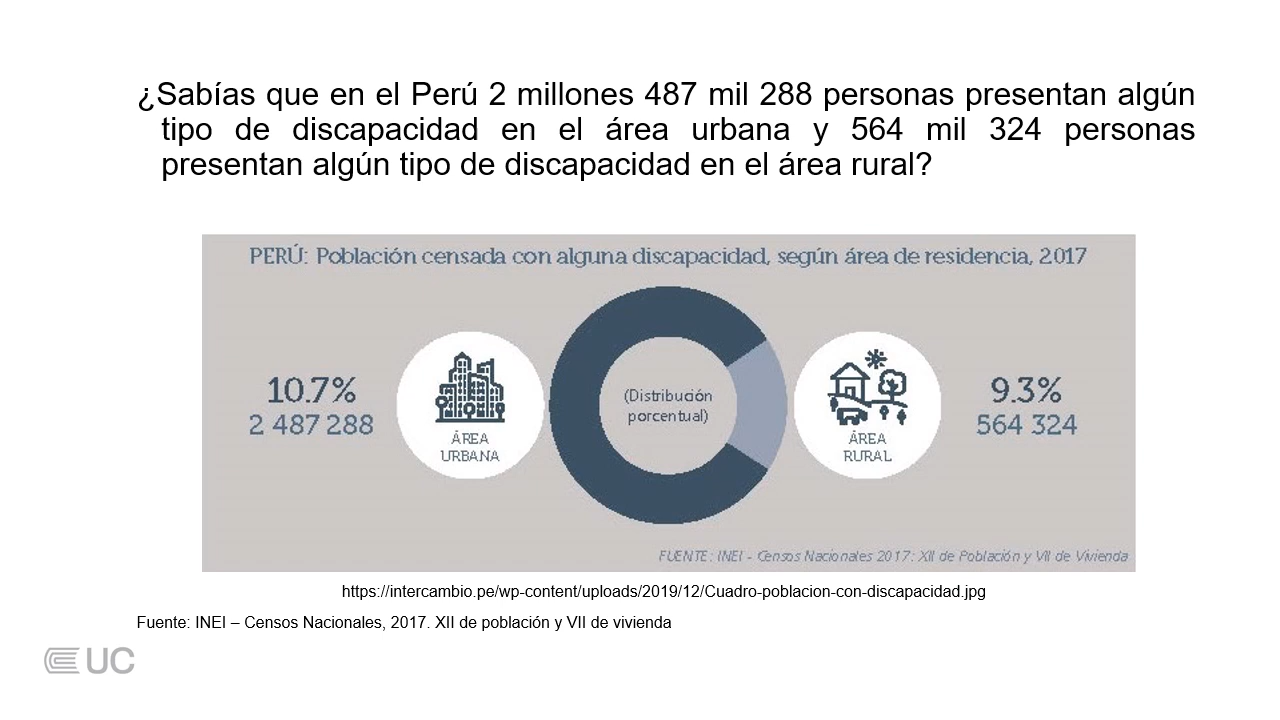 ¿Sabías que en el Perú 2 millones 487 mil 288 personas presentan algún
tipo de discapacidad en el área urbana y 564 mil 324 personas
presentan algún tipo de discapacidad en el área rural?
PERÚ: Población censada con alguna discapacidad, según área de residencia, 2017
10.7%
2 487 288
ÁREA
URBANA
(Distribución
porcentual)
ÁREA
RURAL
9.3%
564 324
FUENTE: INEI - Censos Nacionales 2017: XII de Población y VII de Vivienda
https://intercambio.pe/wp-content/uploads/2019/12/Cuadro-poblacion-con-discapacidad.jpg
Fuente: INEI – Censos Nacionales, 2017. XII de población y VII de vivienda
UC